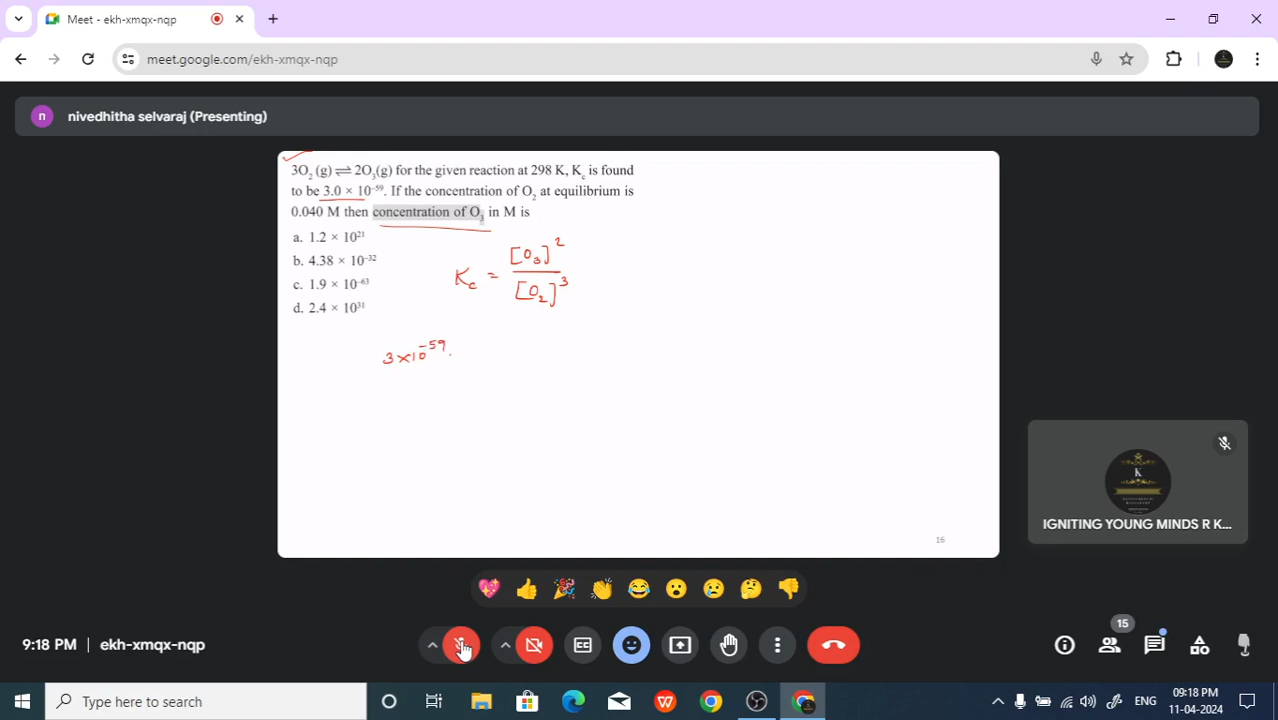 Meet - ekh-xmqx-nqp
meet.google.com/ekh-xmqx-nqp
n nivedhitha selvaraj (Presenting)
3O₂ (g) ⇌ 2O₃(g) for the given reaction at 298 K, K꜀ is found
to be 3.0 × 10⁻⁵⁹. If the concentration of O₂ at equilibrium is
0.040 M then concentration of O₃ in M is
a. 1.2 × 10²¹
b. 4.38 × 10⁻³²
c. 1.9 × 10⁻⁶³
d. 2.4 × 10³¹
K꜀ = [O₃]² / [O₂]³
3 × 10⁻⁵⁹
16
K
IGNITING YOUNG MINDS R K...
9:18 PM | ekh-xmqx-nqp
15
Type here to search
ENG
09:18 PM
11-04-2024